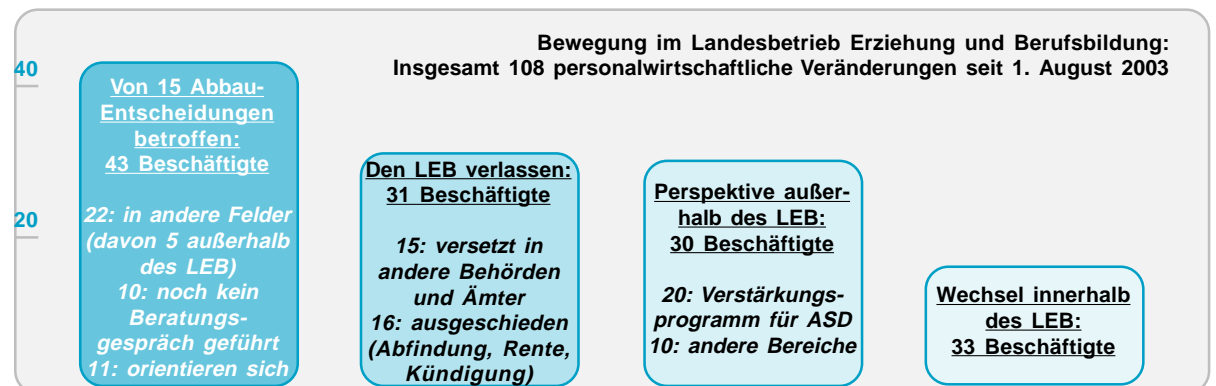 Bewegung im Landesbetrieb Erziehung und Berufsbildung:
Insgesamt 108 personalwirtschaftliche Veränderungen seit 1. August 2003
40
20
Von 15 Abbau-
Entscheidungen
betroffen:
43 Beschäftigte
22: in andere Felder
(davon 5 außerhalb
des LEB)
10: noch kein
Beratungs-
gespräch geführt
11: orientieren sich
Den LEB verlassen:
31 Beschäftigte
15: versetzt in
andere Behörden
und Ämter
16: ausgeschieden
(Abfindung, Rente,
Kündigung)
Perspektive außer-
halb des LEB:
30 Beschäftigte
20: Verstärkungs-
programm für ASD
10: andere Bereiche
Wechsel innerhalb
des LEB:
33 Beschäftigte